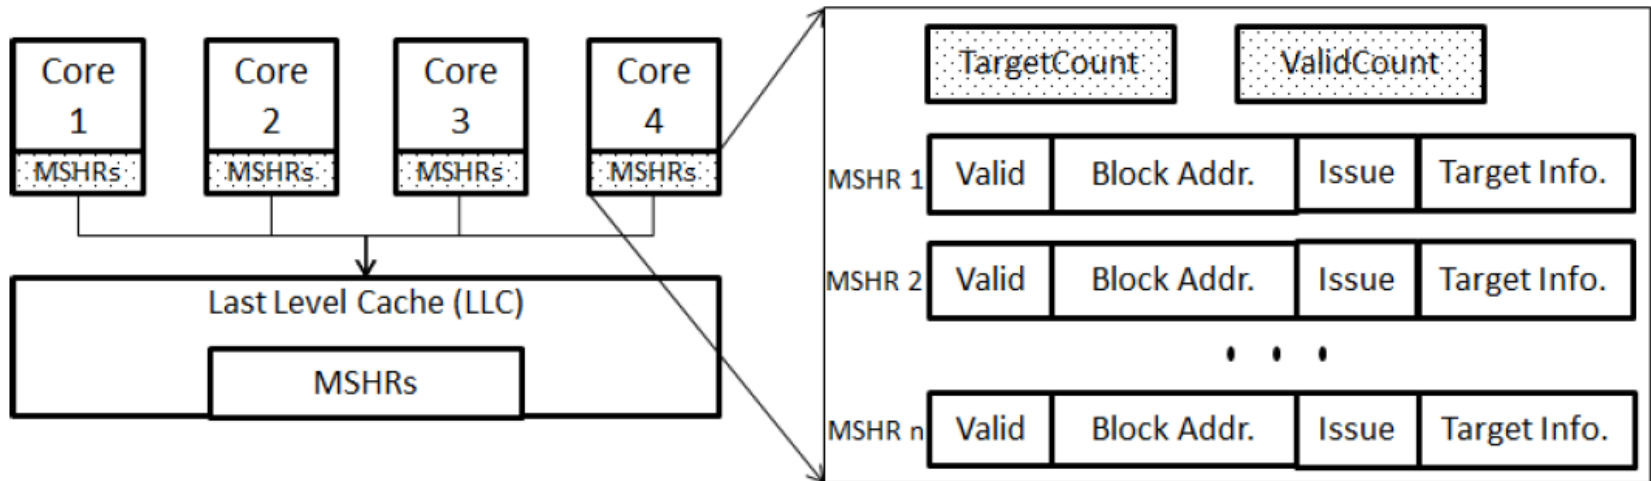 Core
1
MSHRs
Core
2
MSHRs
Core
3
MSHRs
Core
4
MSHRs
Last Level Cache (LLC)
MSHRs
TargetCount
ValidCount
MSHR 1
Valid
Block Addr.
Issue
Target Info.
MSHR 2
Valid
Block Addr.
Issue
Target Info.
MSHR n
Valid
Block Addr.
Issue
Target Info.